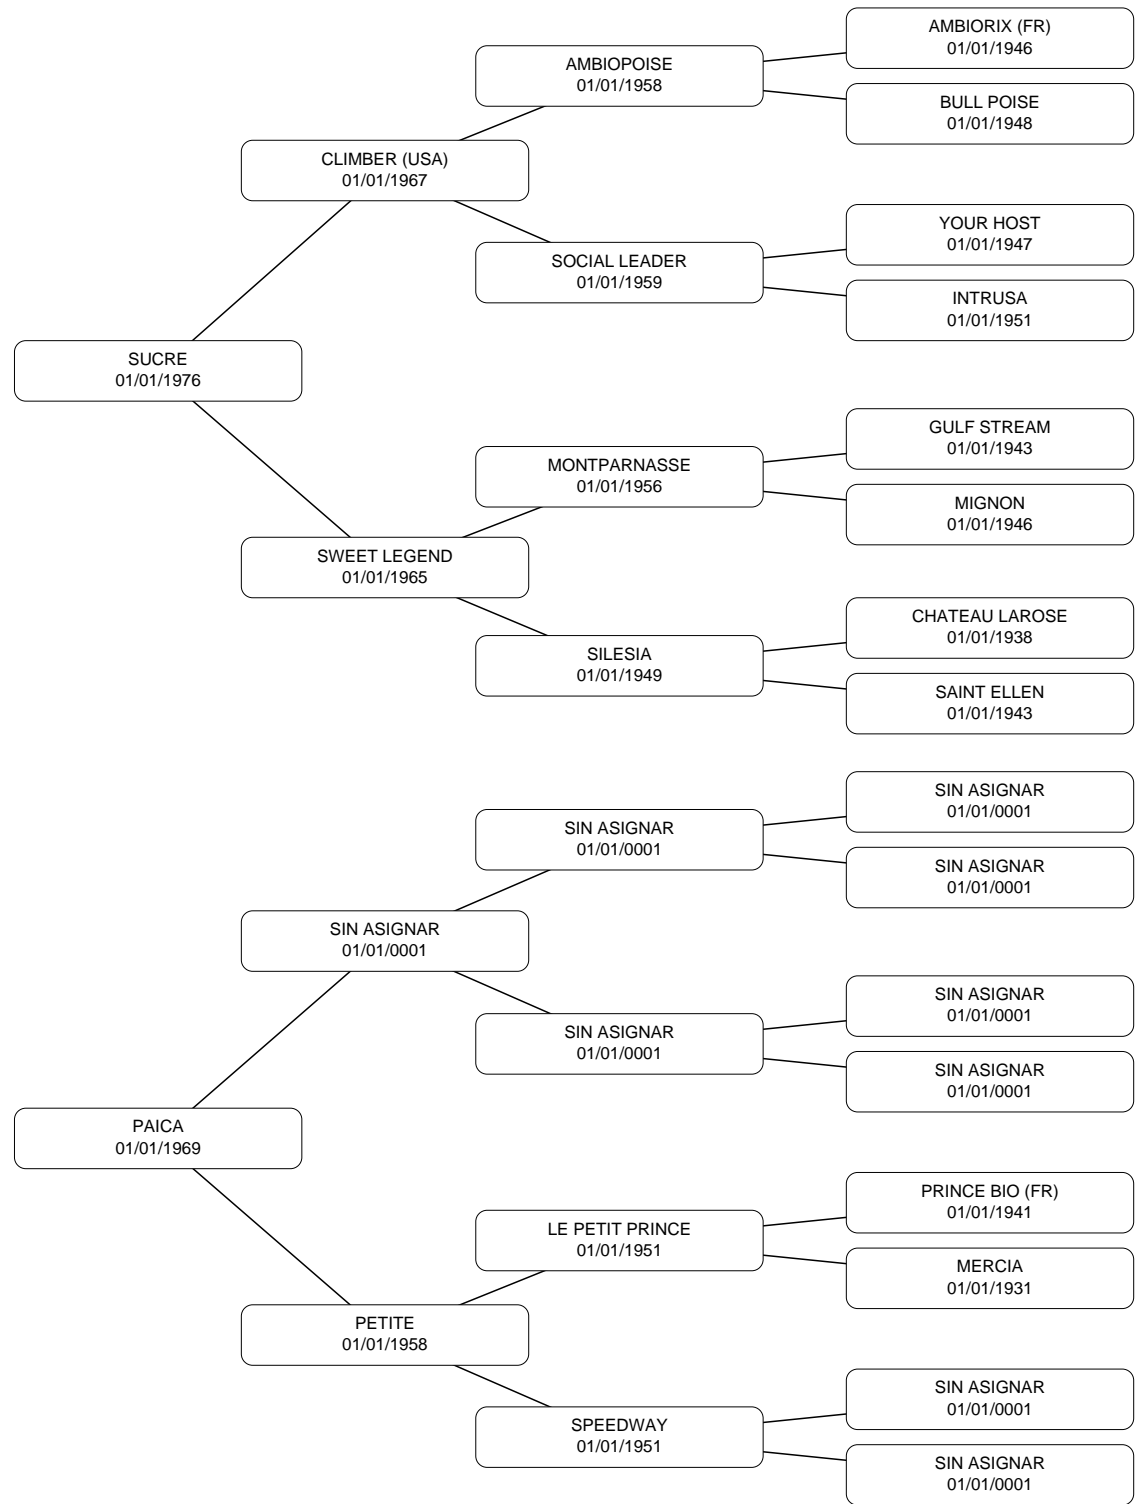 AMBIORIX (FR)
01/01/1946
AMBIOPOISE
01/01/1958
BULL POISE
01/01/1948
CLIMBER (USA)
01/01/1967
YOUR HOST
01/01/1947
SOCIAL LEADER
01/01/1959
INTRUSA
01/01/1951
SUCRE
01/01/1976
GULF STREAM
01/01/1943
MONTPARNASSE
01/01/1956
MIGNON
01/01/1946
SWEET LEGEND
01/01/1965
CHATEAU LAROSE
01/01/1938
SILESIA
01/01/1949
SAINT ELLEN
01/01/1943
SIN ASIGNAR
01/01/0001
SIN ASIGNAR
01/01/0001
SIN ASIGNAR
01/01/0001
SIN ASIGNAR
01/01/0001
SIN ASIGNAR
01/01/0001
SIN ASIGNAR
01/01/0001
SIN ASIGNAR
01/01/0001
PAICA
01/01/1969
PRINCE BIO (FR)
01/01/1941
LE PETIT PRINCE
01/01/1951
MERCIA
01/01/1931
PETITE
01/01/1958
SIN ASIGNAR
01/01/0001
SPEEDWAY
01/01/1951
SIN ASIGNAR
01/01/0001